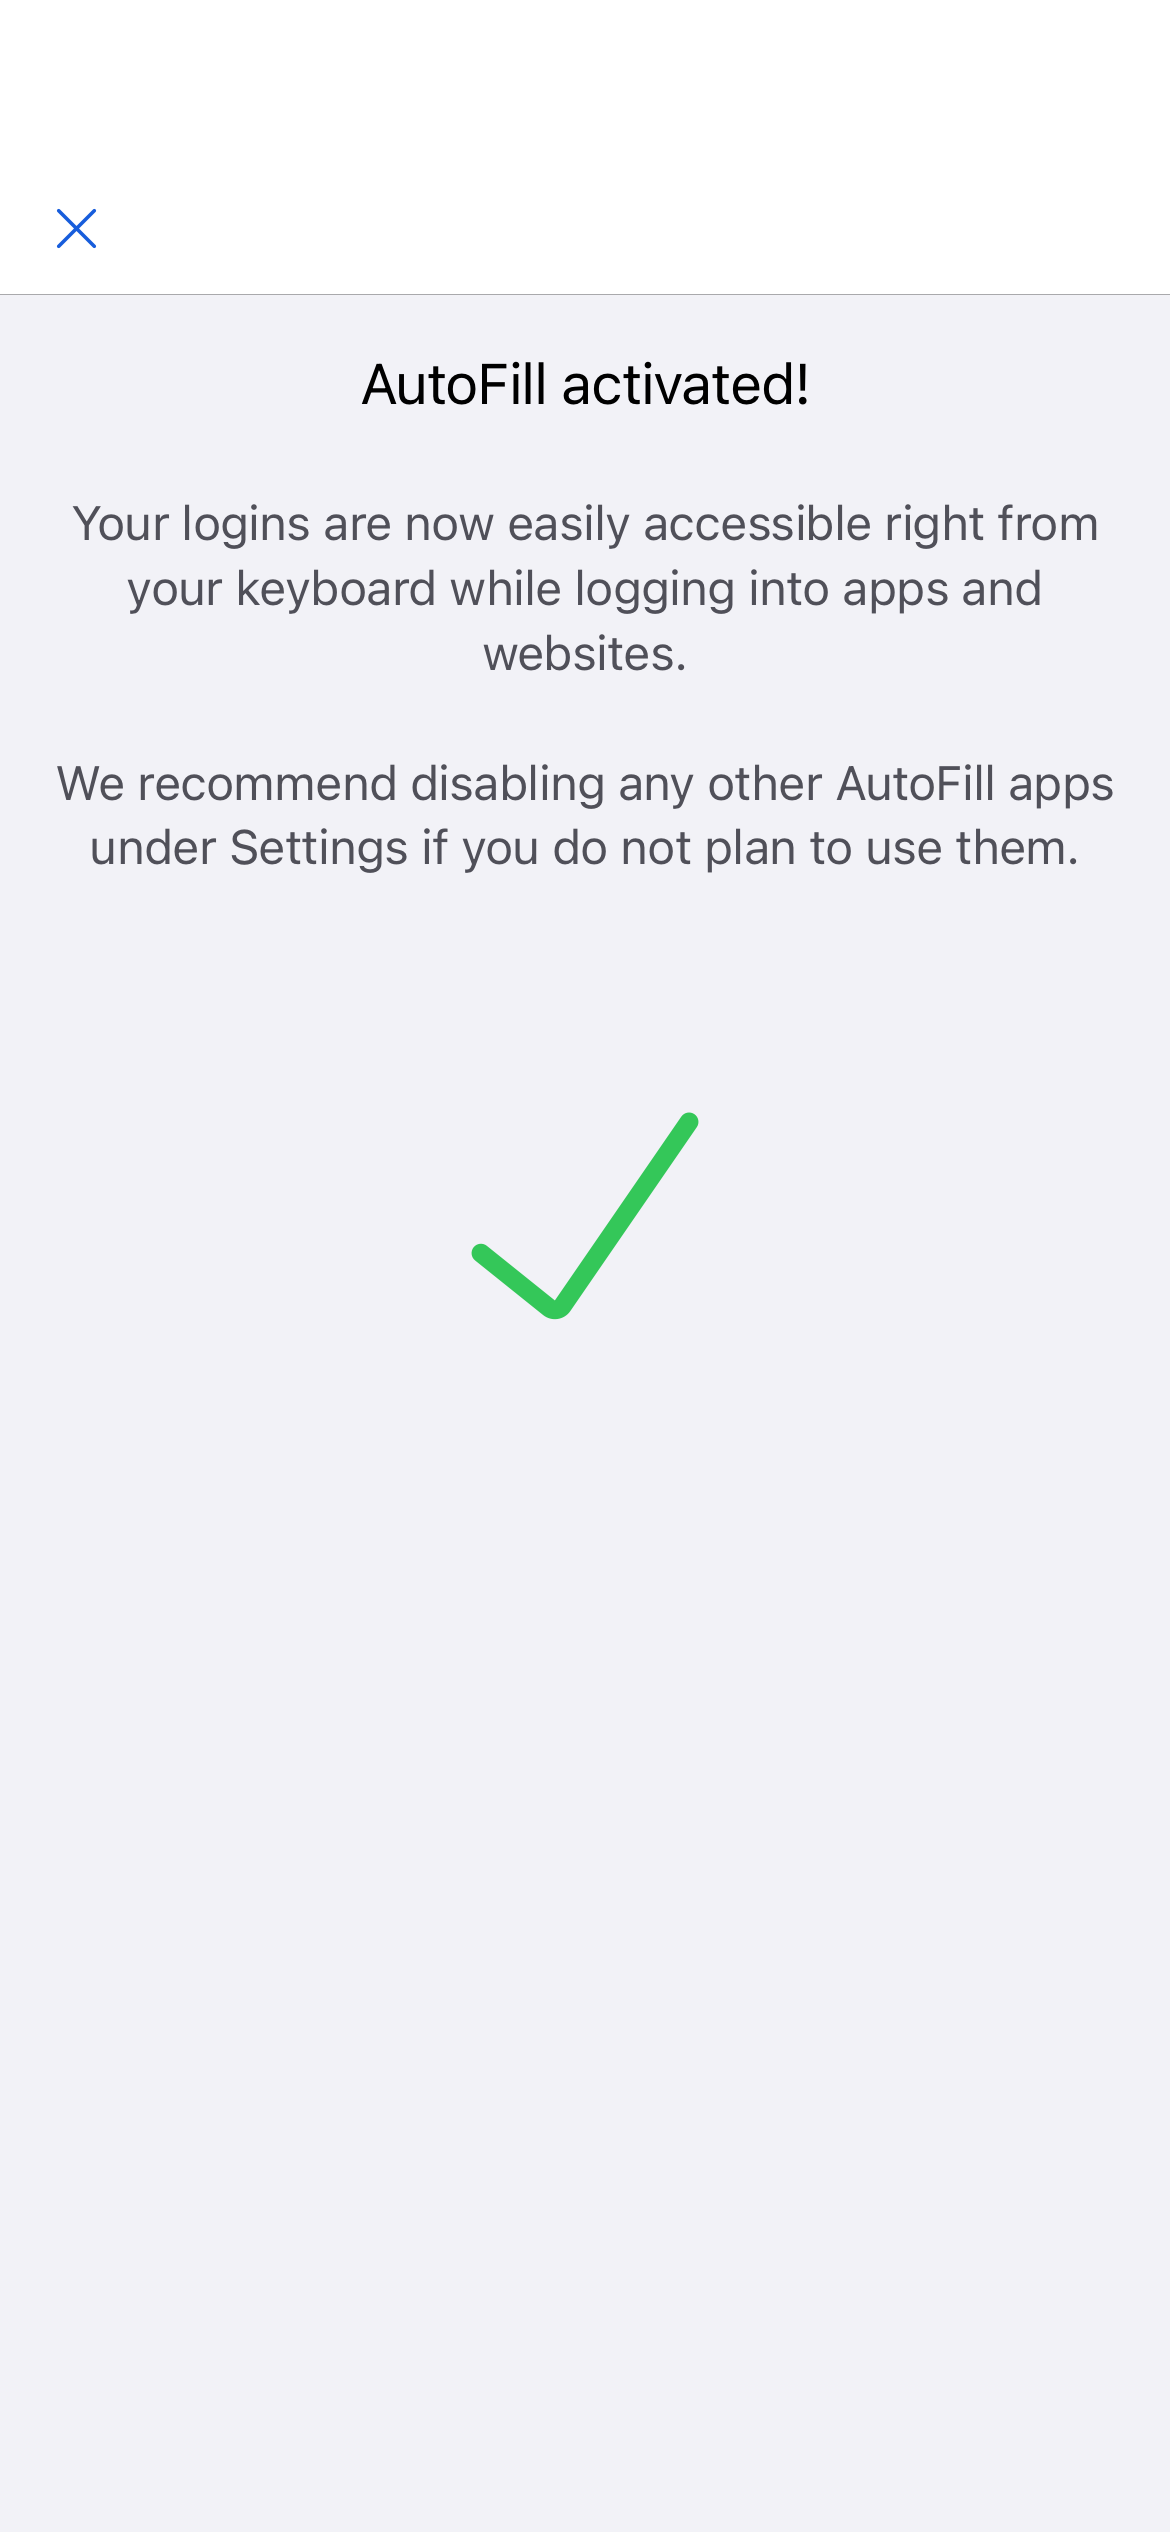 AutoFill activated!
Your logins are now easily accessible right from
your keyboard while logging into apps and
websites.
We recommend disabling any other AutoFill apps
under Settings if you do not plan to use them.